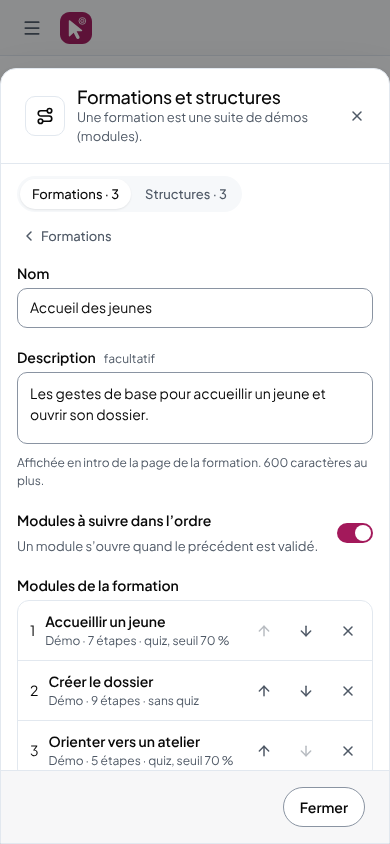 Formations et structures
Une formation est une suite de démos
(modules).
Formations · 3
Structures · 3
Formations
Nom
Accueil des jeunes
Description facultatif
Les gestes de base pour accueillir un jeune et
ouvrir son dossier.
Affichée en intro de la page de la formation. 600 caractères au
plus.
Modules à suivre dans l’ordre
Un module s’ouvre quand le précédent est validé.
Modules de la formation
1 Accueillir un jeune
Démo · 7 étapes · quiz, seuil 70 %
2 Créer le dossier
Démo · 9 étapes · sans quiz
3 Orienter vers un atelier
Démo · 5 étapes · quiz, seuil 70 %
Fermer